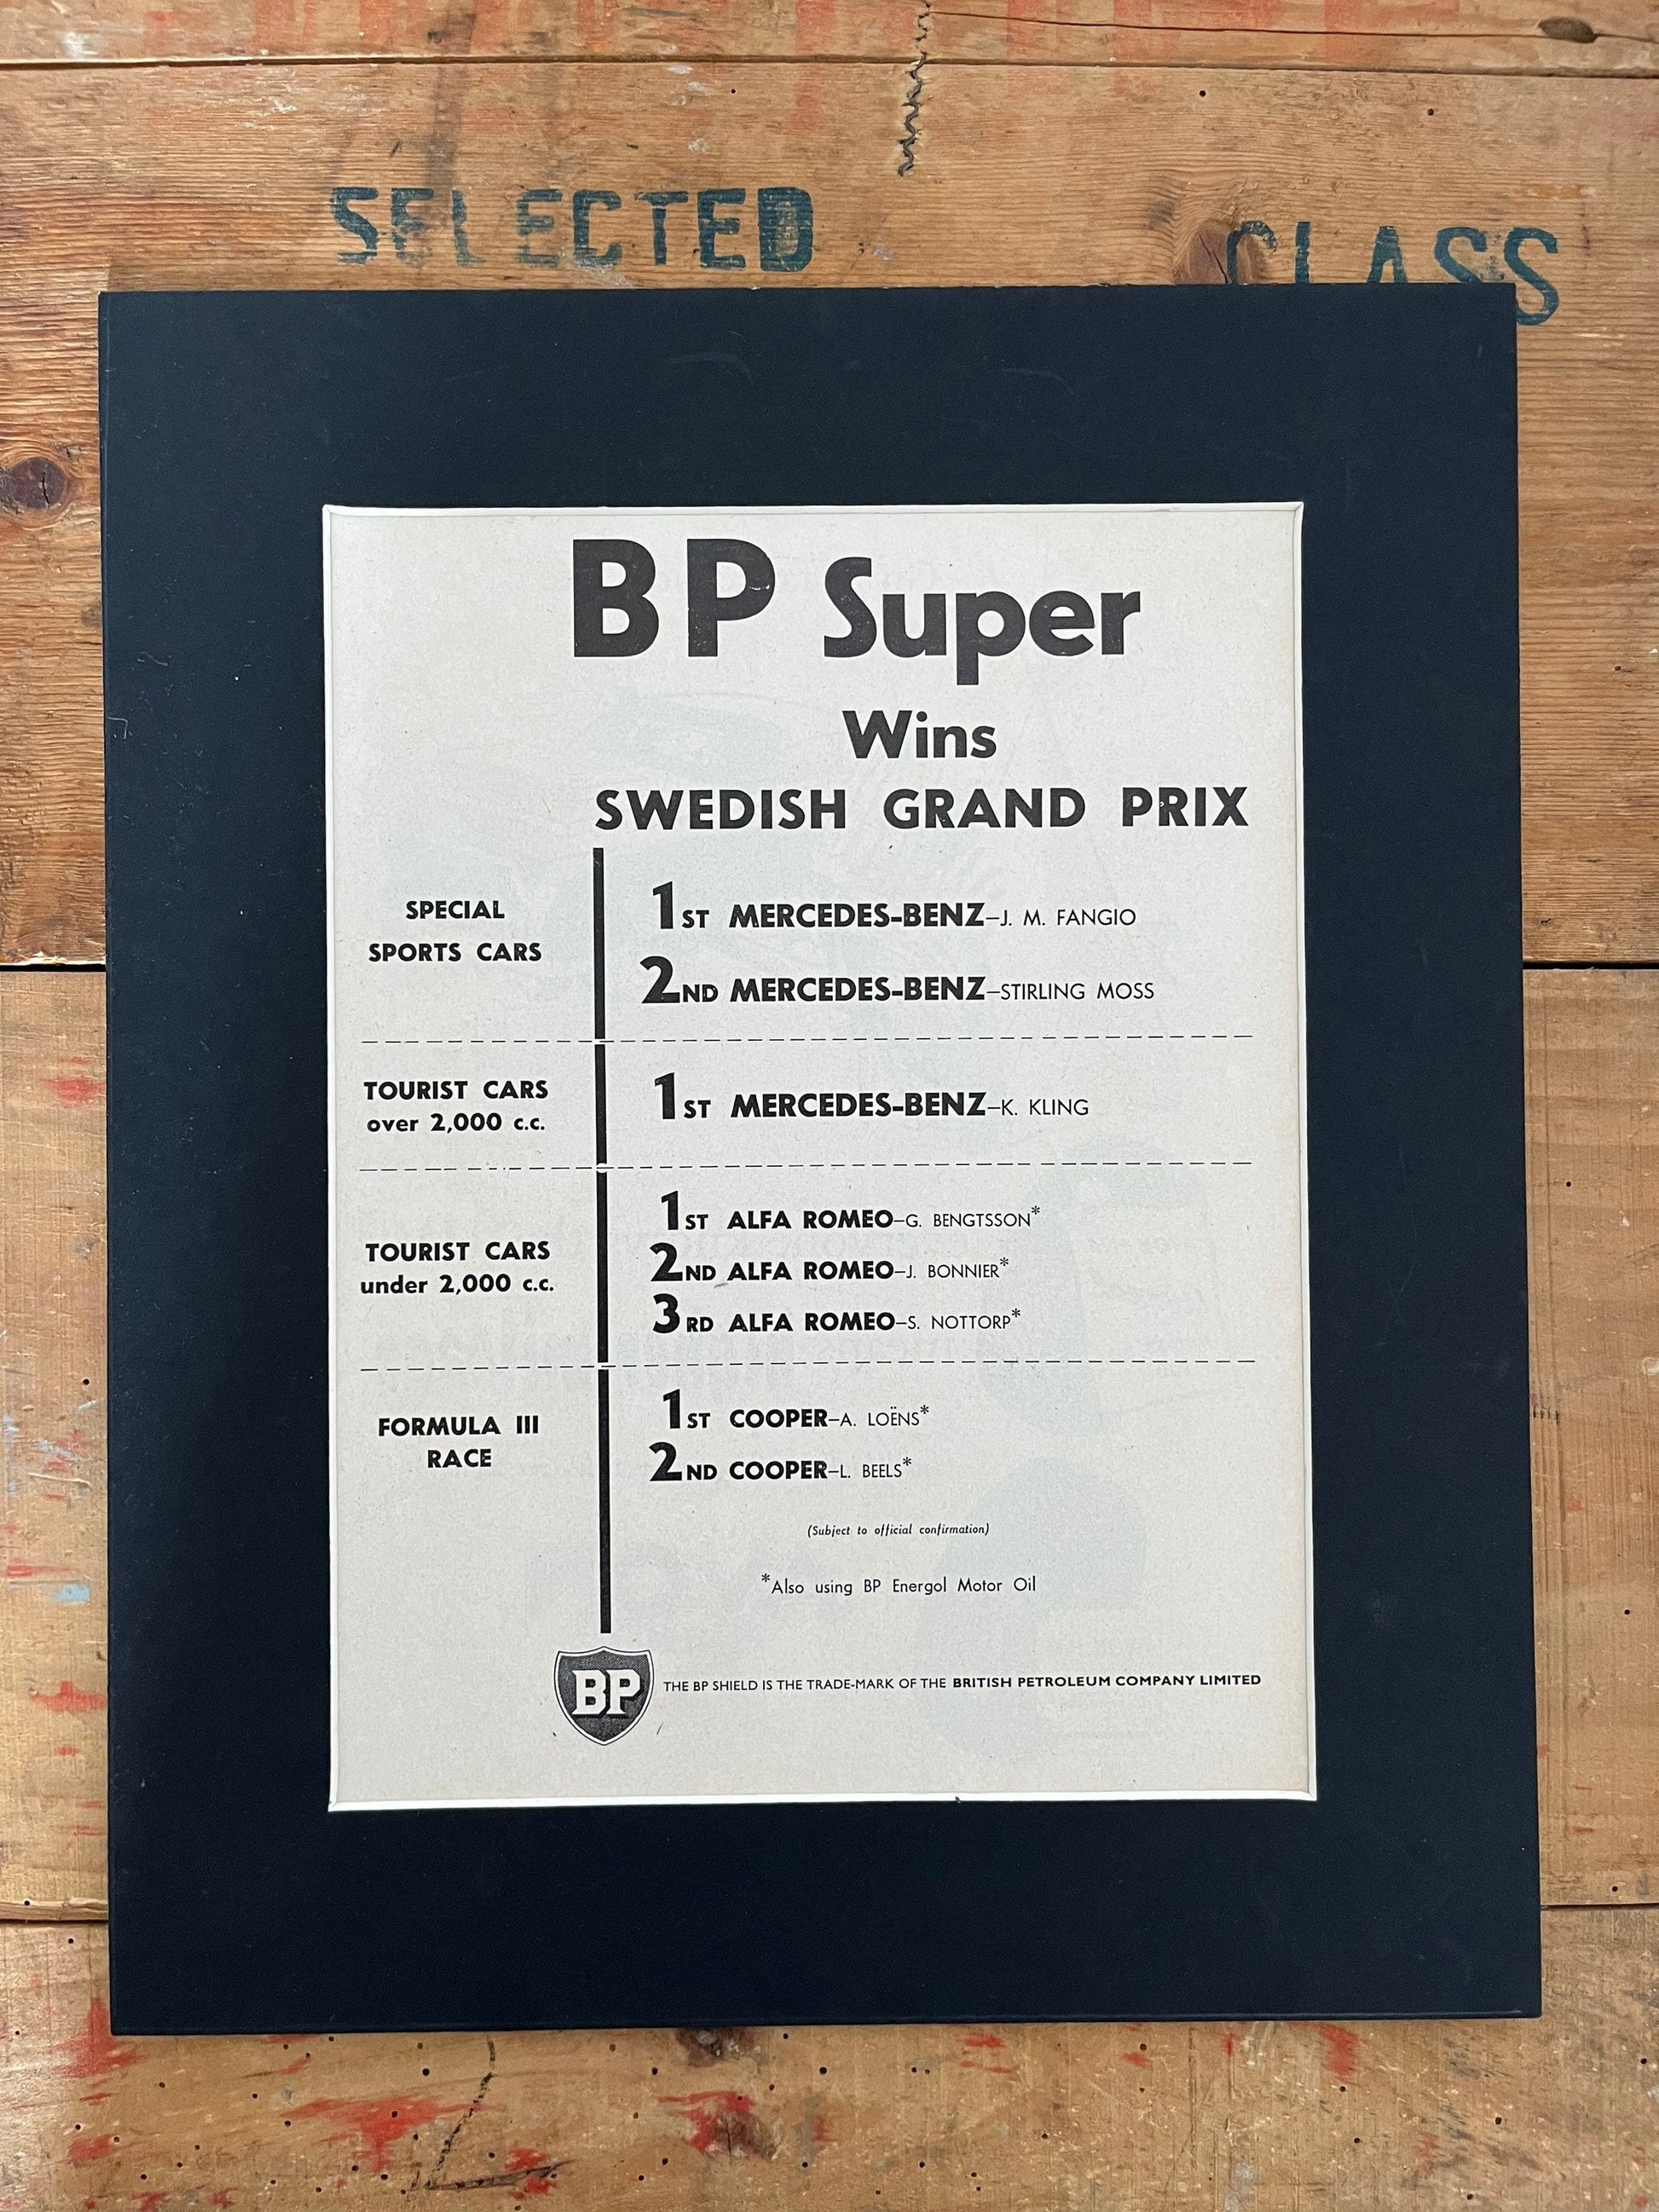 SELECTED CLASS
BP Super
Wins
SWEDISH GRAND PRIX
SPECIAL
SPORTS CARS
1ST MERCEDES-BENZ–J. M. FANGIO
2ND MERCEDES-BENZ–STIRLING MOSS
TOURIST CARS
over 2,000 c.c.
1ST MERCEDES-BENZ–K. KLING
TOURIST CARS
under 2,000 c.c.
1ST ALFA ROMEO–G. BENGTSSON*
2ND ALFA ROMEO–J. BONNIER*
3RD ALFA ROMEO–S. NOTTORP*
FORMULA III
RACE
1ST COOPER–A. LOËNS*
2ND COOPER–L. BEELS*
(Subject to official confirmation)
*Also using BP Energol Motor Oil
BP
THE BP SHIELD IS THE TRADE-MARK OF THE BRITISH PETROLEUM COMPANY LIMITED